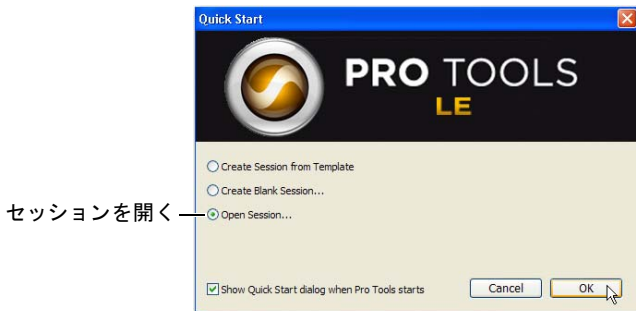 Quick Start
PRO TOOLS
LE
Create Session from Template
Create Blank Session...
セッションを開く
Open Session...
Show Quick Start dialog when Pro Tools starts
Cancel
OK